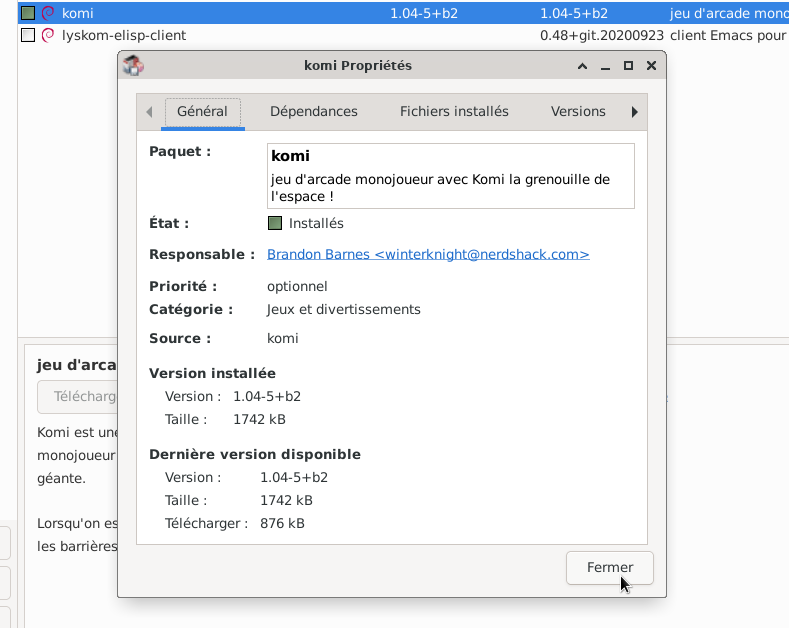 komi 1.04-5+b2 1.04-5+b2 jeu d'arcade mono
lyskom-elisp-client 0.48+git.20200923 client Emacs pour
komi Propriétés
Général Dépendances Fichiers installés Versions
Paquet : komi
jeu d'arcade monojoueur avec Komi la grenouille de
l'espace !
État : Installés
Responsable : Brandon Barnes <winterknight@nerdshack.com>
Priorité : optionnel
Catégorie : Jeux et divertissements
Source : komi
Version installée
Version : 1.04-5+b2
Taille : 1742 kB
Dernière version disponible
Version : 1.04-5+b2
Taille : 1742 kB
Télécharger : 876 kB
Fermer
jeu d'arca
Télécharg
Komi est une
monojoueur
géante.
Lorsqu'on es
les barrières